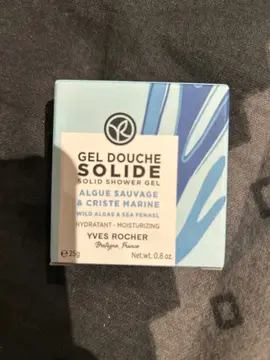 GEL DOUCHE
SOLIDE
SOLID SHOWER GEL
ALGUE SAUVAGE
& CRISTE MARINE
WILD ALGAE & SEA FENNEL
HYDRATANT - MOISTURIZING
YVES ROCHER
Bretagne, France
℮ 25g Net.wt. 0.8 oz.